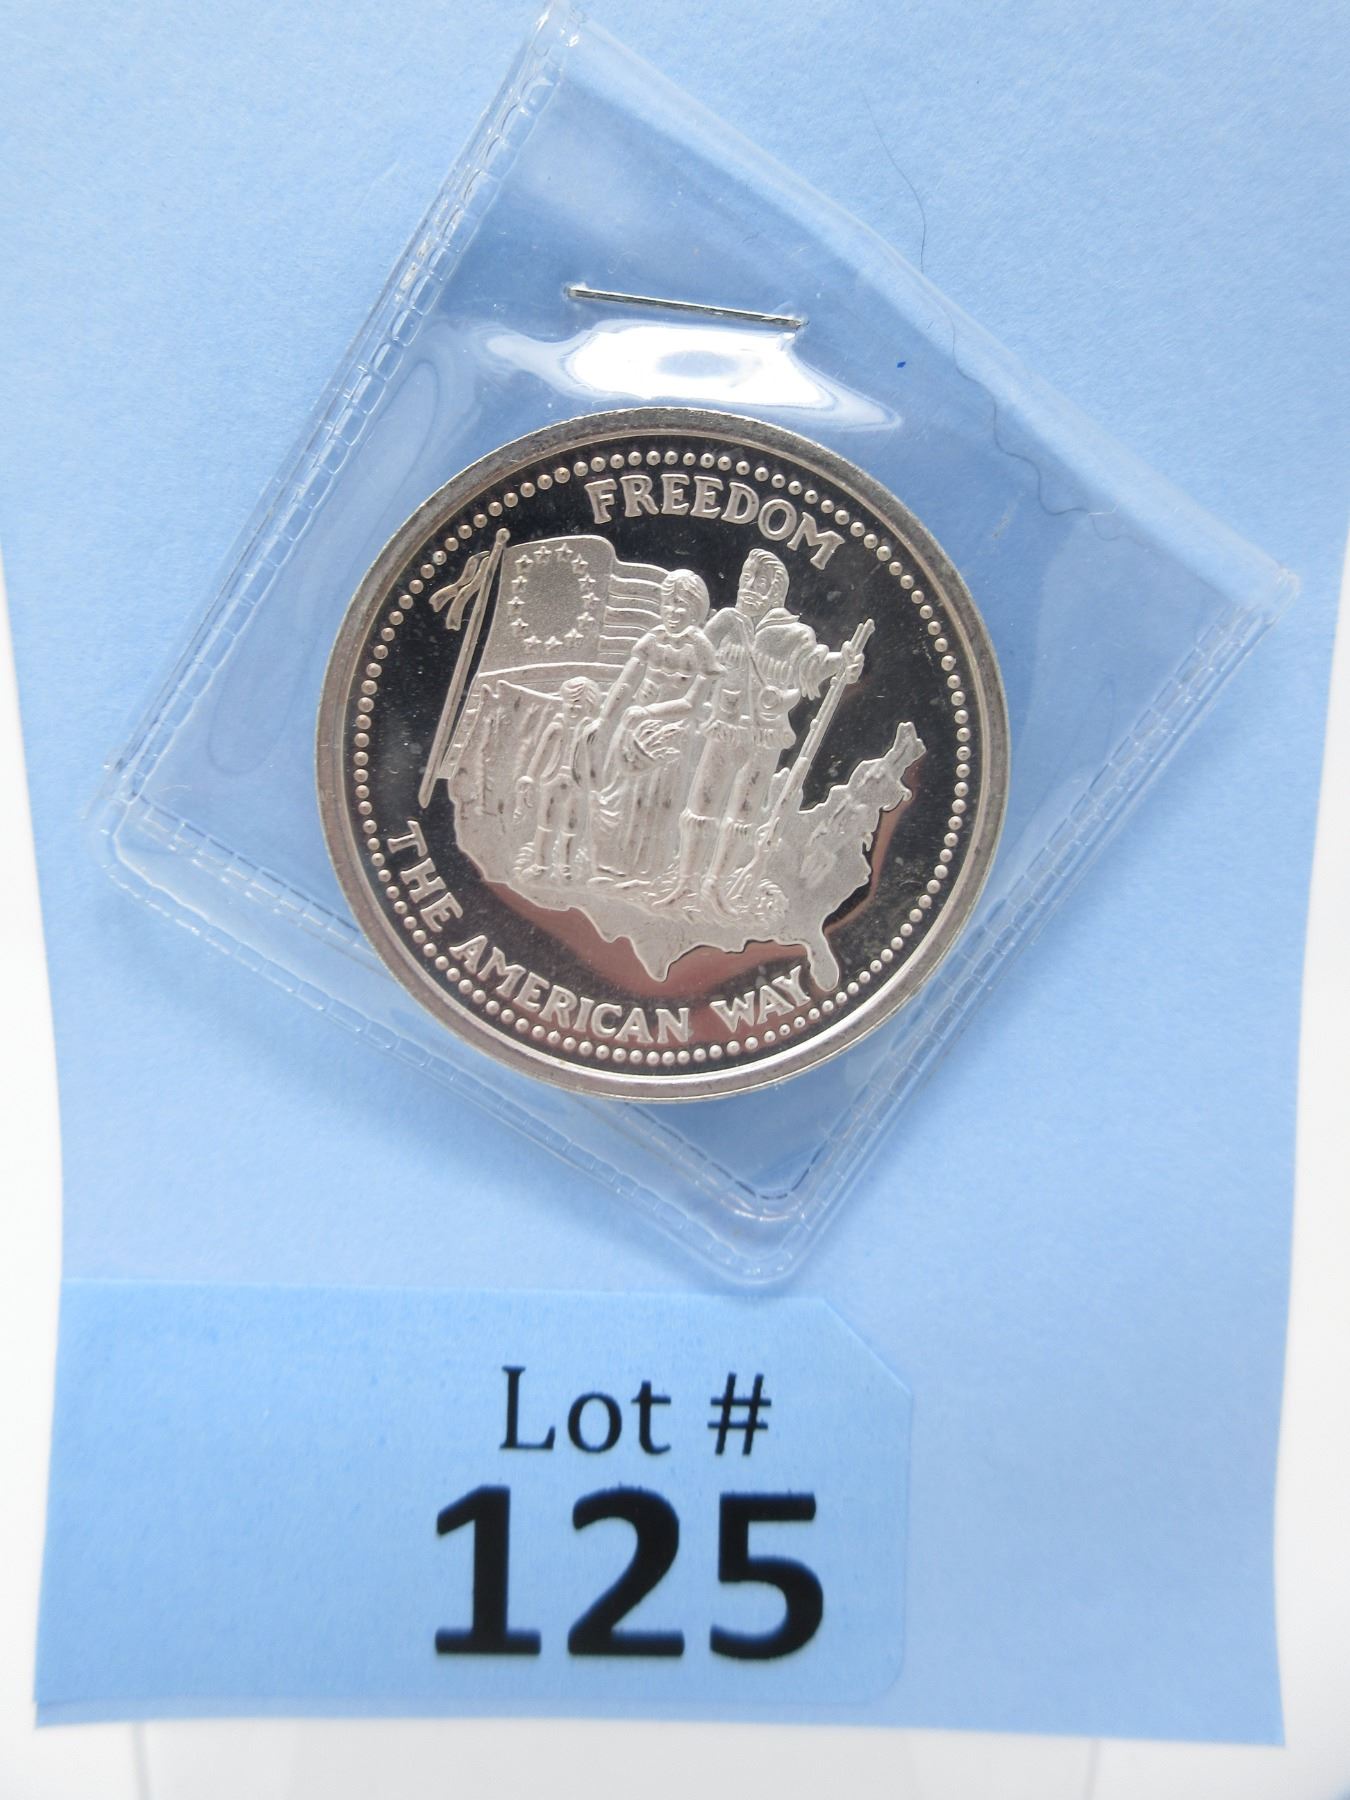 FREEDOM
THE AMERICAN WAY
Lot #
125